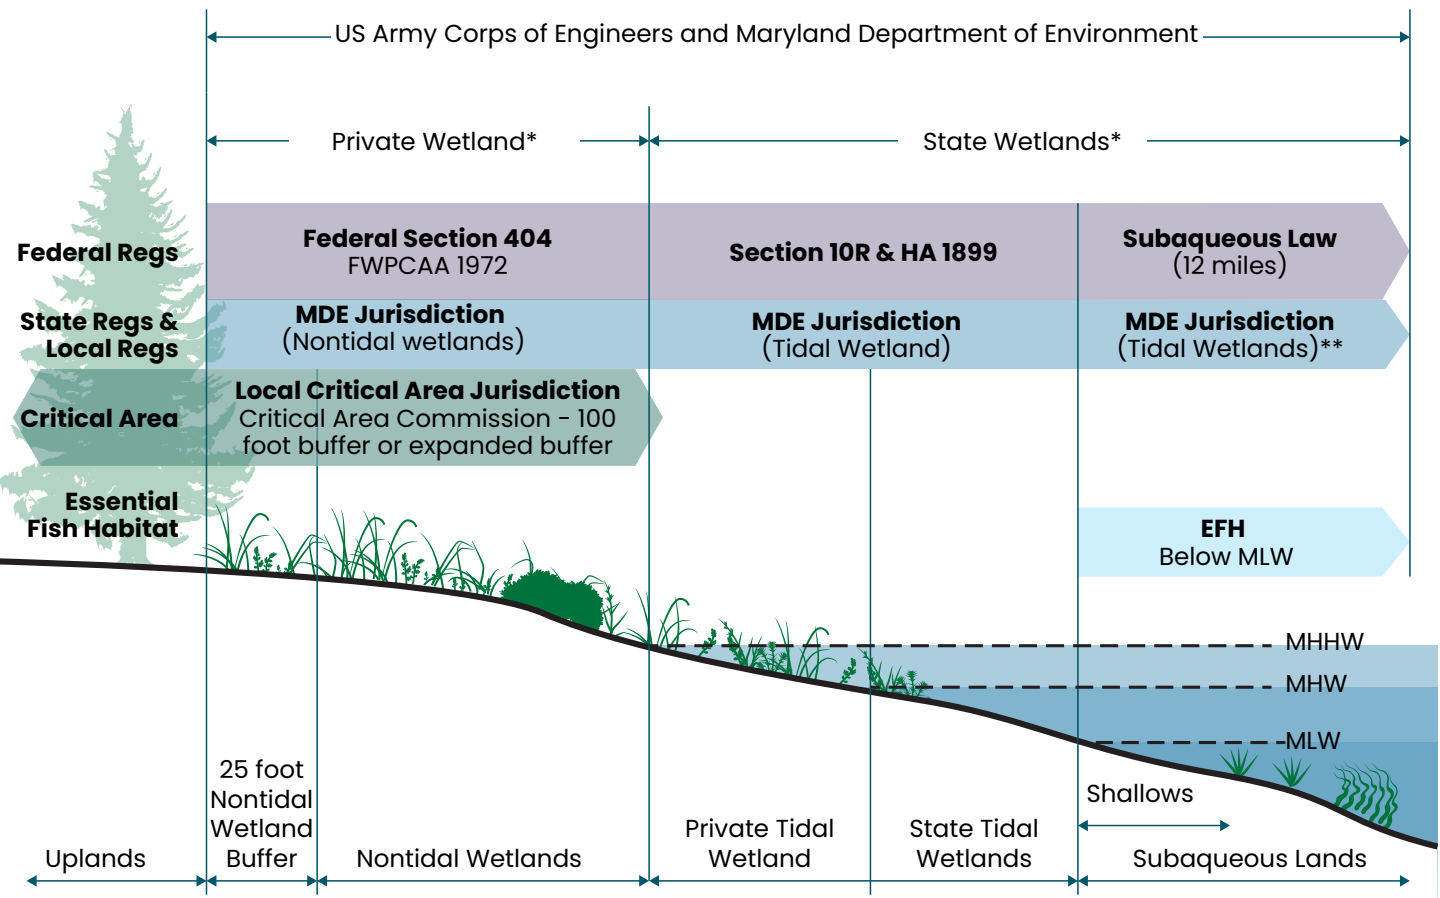 US Army Corps of Engineers and Maryland Department of Environment
Private Wetland*
State Wetlands*
Federal Regs
Federal Section 404
FWPCAA 1972
Section 10R & HA 1899
Subaqueous Law
(12 miles)
State Regs &
Local Regs
MDE Jurisdiction
(Nontidal wetlands)
MDE Jurisdiction
(Tidal Wetland)
MDE Jurisdiction
(Tidal Wetlands)**
Critical Area
Local Critical Area Jurisdiction
Critical Area Commission - 100
foot buffer or expanded buffer
Essential
Fish Habitat
EFH
Below MLW
MHHW
MHW
MLW
Uplands
25 foot
Nontidal
Wetland
Buffer
Nontidal Wetlands
Private Tidal
Wetland
State Tidal
Wetlands
Shallows
Subaqueous Lands